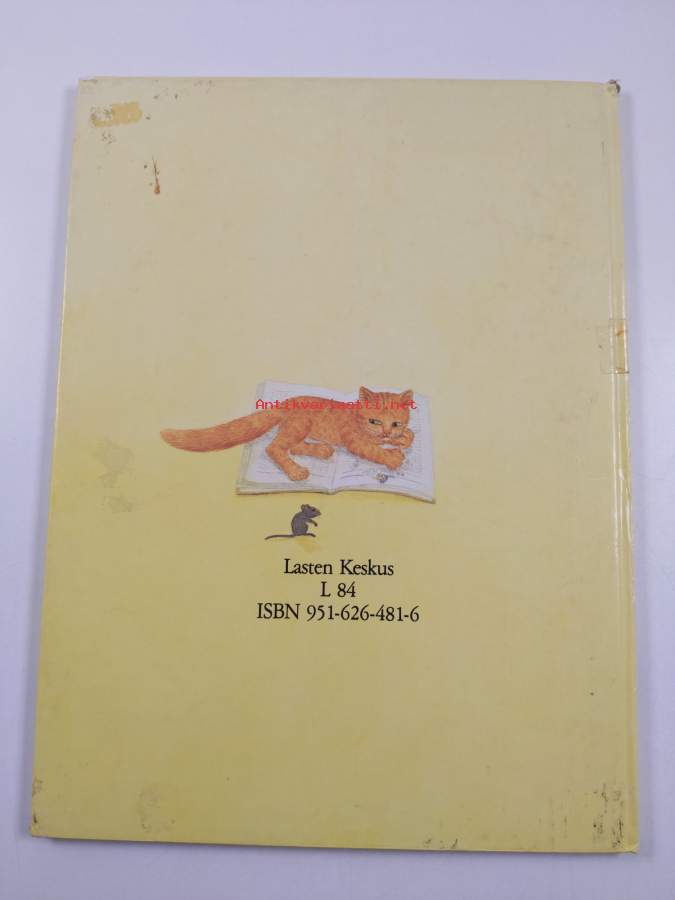 Antikvariaatti.net
Lasten Keskus
L 84
ISBN 951-626-481-6